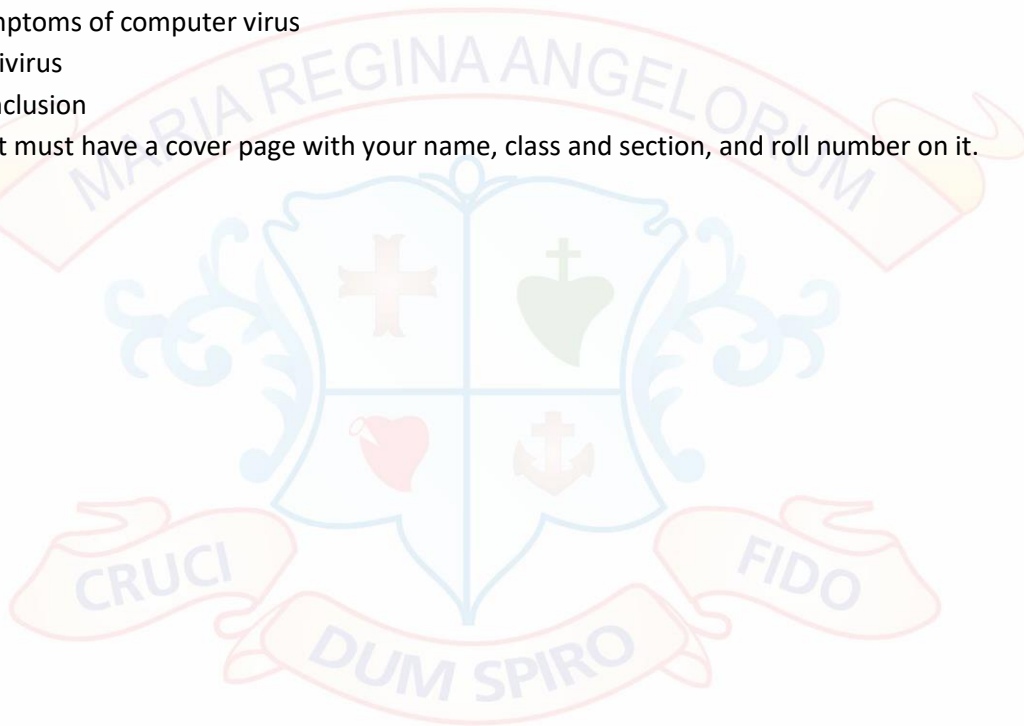 mptoms of computer virus
ivirus
nclusion
t must have a cover page with your name, class and section, and roll number on it.
MARIA REGINA ANGELORUM
CRUCI
DUM SPIRO
FIDO